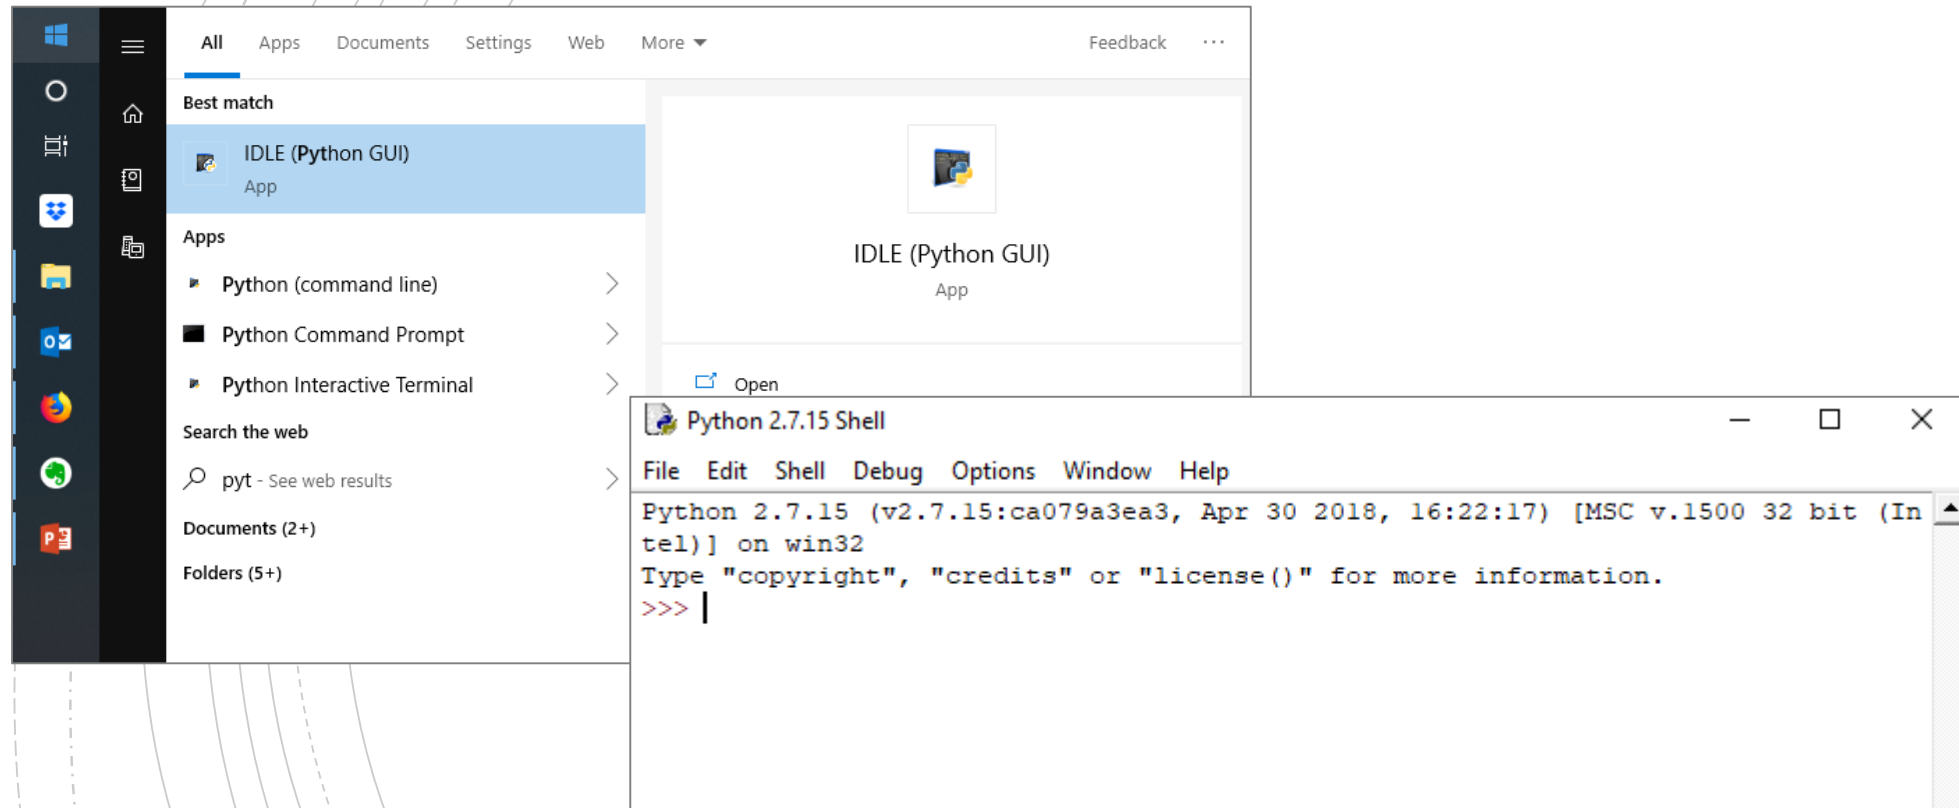 All Apps Documents Settings Web More Feedback ...
Best match
IDLE (Python GUI)
App
Apps
Python (command line)
Python Command Prompt
Python Interactive Terminal
Search the web
pyt - See web results
Documents (2+)
Folders (5+)
IDLE (Python GUI)
App
Open
Python 2.7.15 Shell
File Edit Shell Debug Options Window Help
Python 2.7.15 (v2.7.15:ca079a3ea3, Apr 30 2018, 16:22:17) [MSC v.1500 32 bit (In
tel)] on win32
Type "copyright", "credits" or "license()" for more information.
>>>